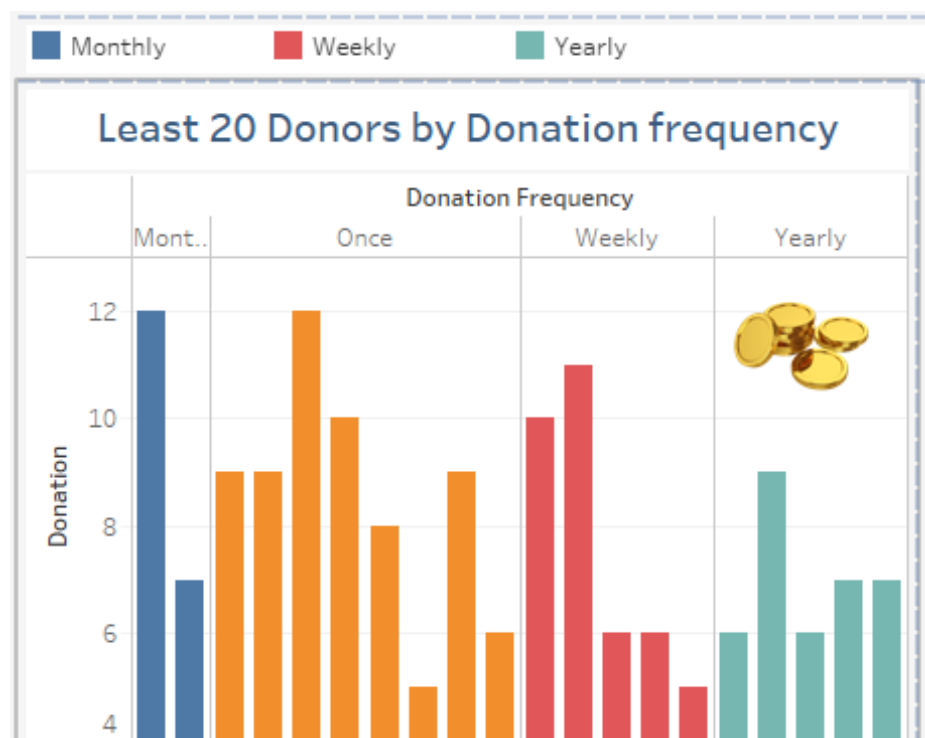 Monthly Weekly Yearly
Least 20 Donors by Donation frequency
Donation Frequency
Mont.. Once Weekly Yearly
12
10
Donation
8
6
4